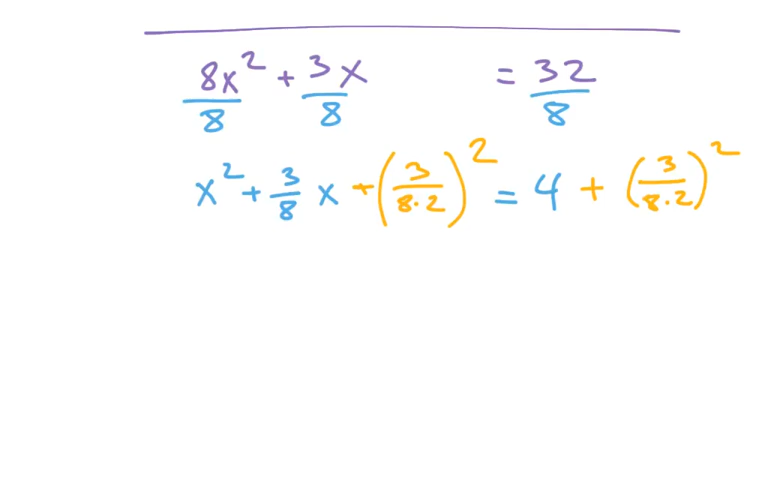 8x²/8 + 3x/8 = 32/8
x² + 3/8 x + (3/8·2)² = 4 + (3/8·2)²